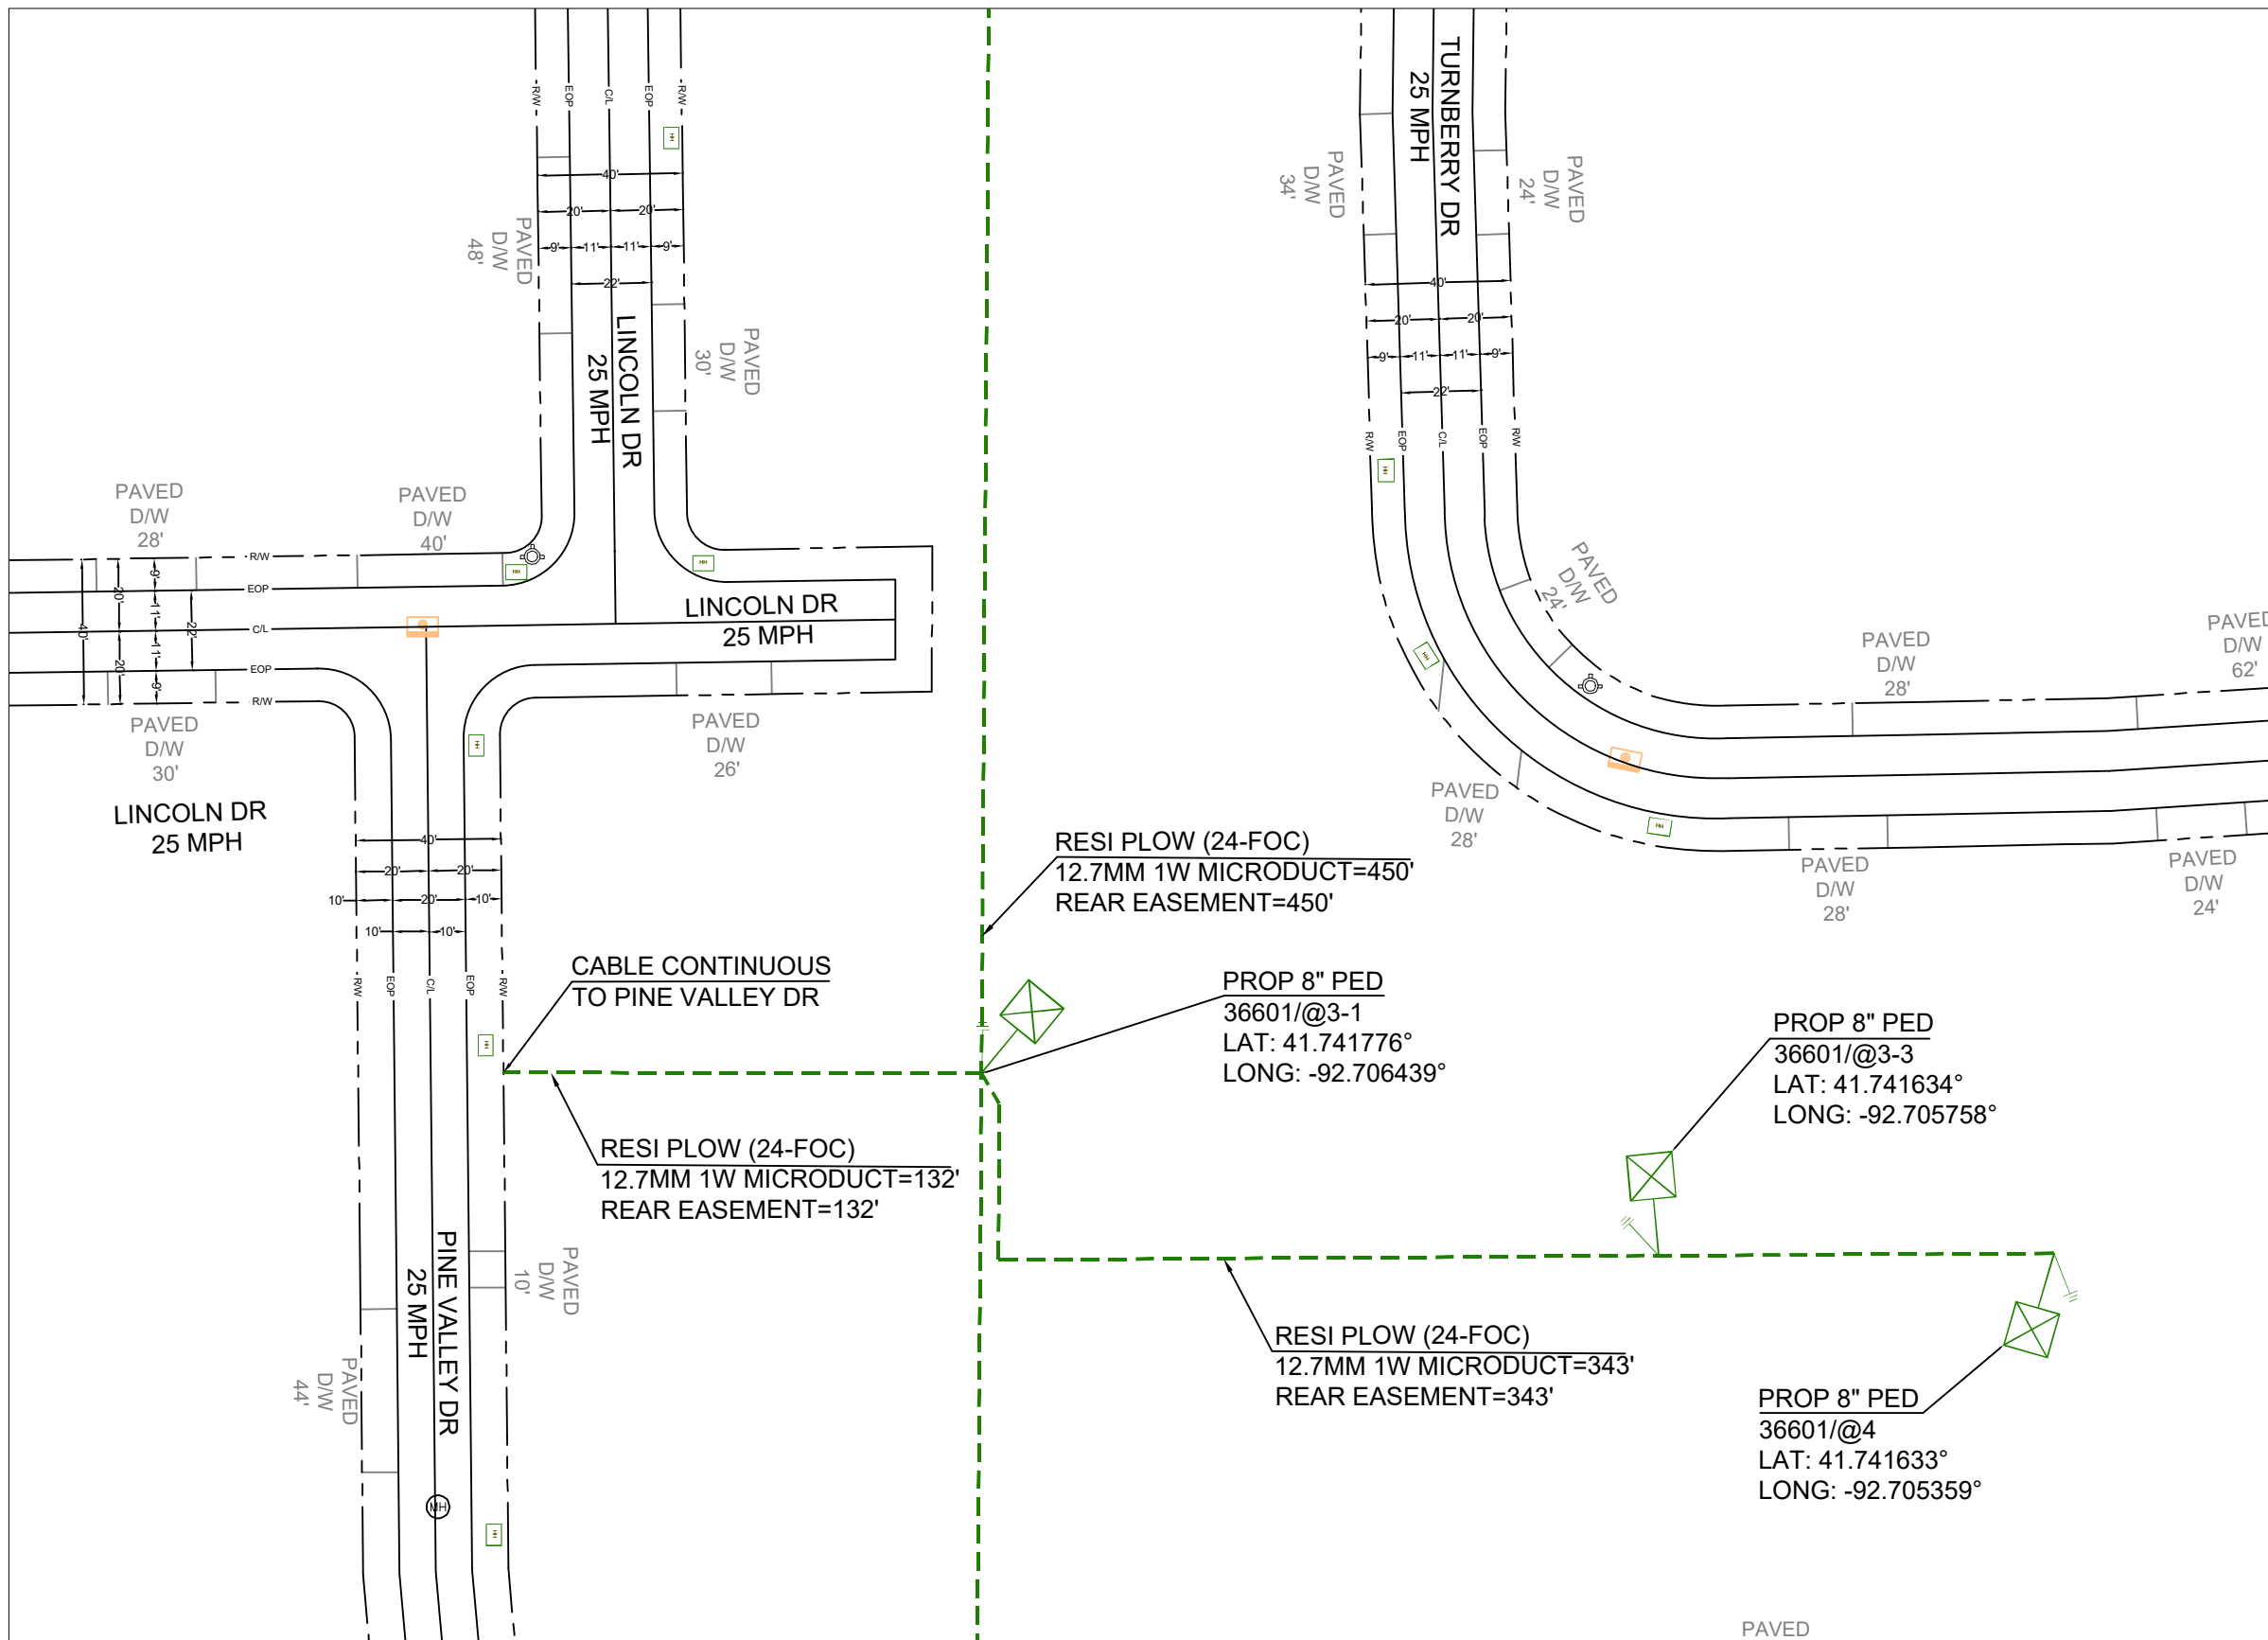 R/W
EOP
C/L
EOP
R/W
HH
40'
20'
20'
9'
11'
11'
9'
22'
PAVED
D/W
48'
LINCOLN DR
25 MPH
PAVED
D/W
30'
TURNBERRY DR
25 MPH
PAVED
D/W
34'
PAVED
D/W
24'
40'
20'
20'
9'
11'
11'
9'
22'
R/W
EOP
C/L
EOP
R/W
HH
PAVED
D/W
28'
PAVED
D/W
40'
R/W
EOP
C/L
EOP
R/W
40'
20'
20'
9'
11'
11'
9'
22'
HH
HH
LINCOLN DR
25 MPH
PAVED
D/W
30'
LINCOLN DR
25 MPH
PAVED
D/W
26'
HH
PAVED
D/W
24'
HH
PAVED
D/W
28'
PAVED
D/W
62'
PAVED
D/W
28'
HH
PAVED
D/W
28'
PAVED
D/W
24'
40'
20'
20'
10'
20'
10'
10'
10'
R/W
EOP
C/L
EOP
R/W
HH
RESI PLOW (24-FOC)
12.7MM 1W MICRODUCT=450'
REAR EASEMENT=450'
CABLE CONTINUOUS
TO PINE VALLEY DR
PROP 8" PED
36601/@3-1
LAT: 41.741776°
LONG: -92.706439°
PROP 8" PED
36601/@3-3
LAT: 41.741634°
LONG: -92.705758°
RESI PLOW (24-FOC)
12.7MM 1W MICRODUCT=132'
REAR EASEMENT=132'
PINE VALLEY DR
25 MPH
PAVED
D/W
10'
PAVED
D/W
44'
MH
HH
RESI PLOW (24-FOC)
12.7MM 1W MICRODUCT=343'
REAR EASEMENT=343'
PROP 8" PED
36601/@4
LAT: 41.741633°
LONG: -92.705359°
PAVED